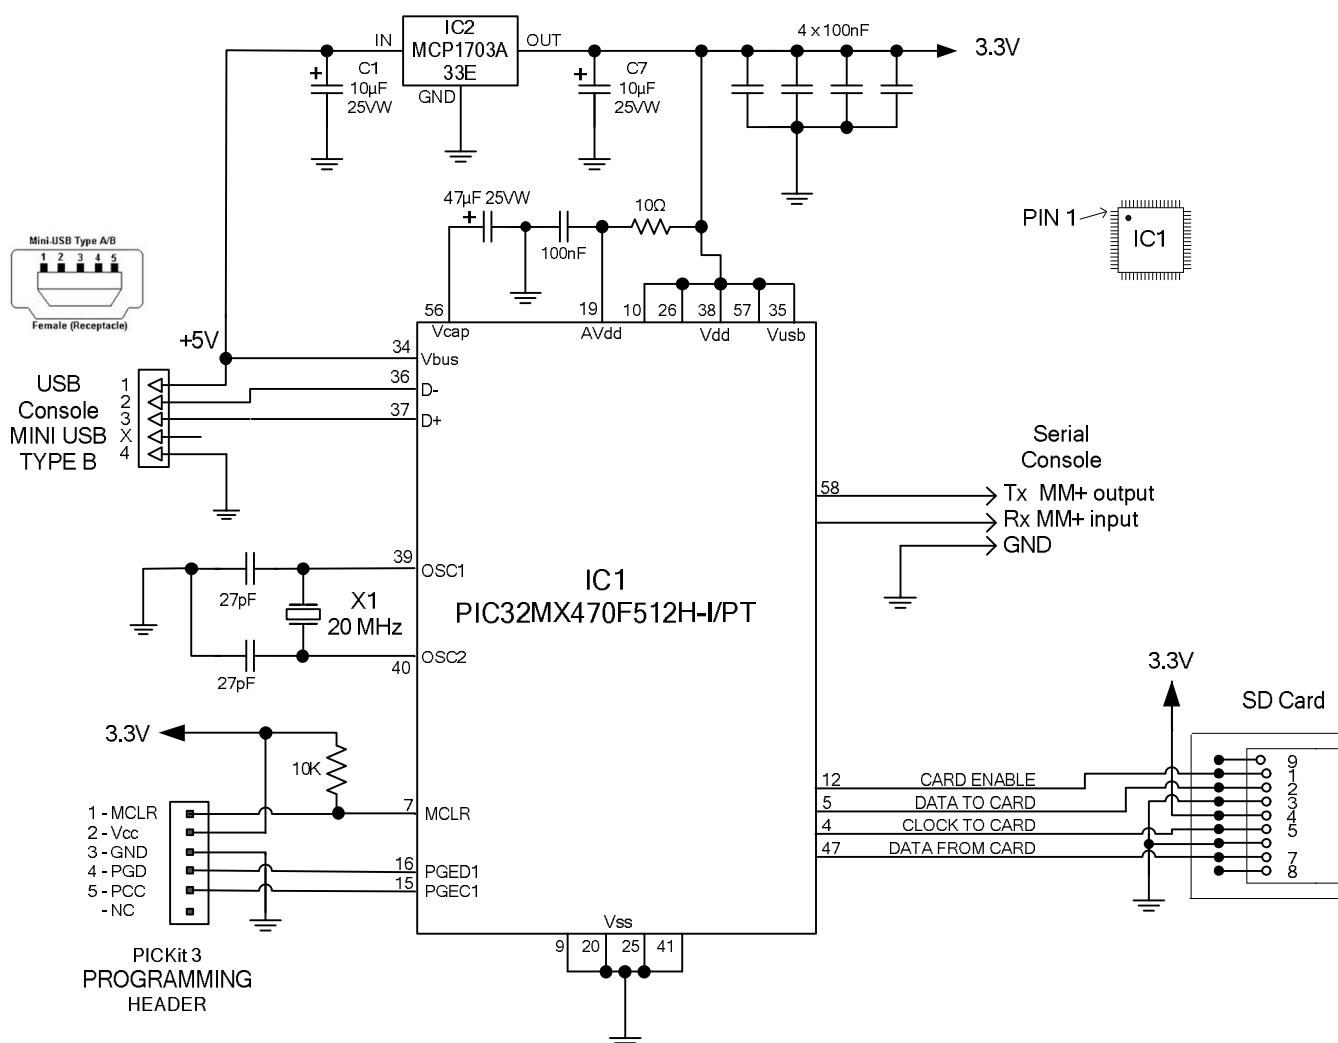 IC2
MCP1703A
33E
IN
OUT
GND
C1
10µF
25VW
+
C7
10µF
25VW
+
4 x 100nF
3.3V
47µF 25VW
+
100nF
10Ω
PIN 1
IC1
Mini-USB Type A/B
1 2 3 4 5
Female (Receptacle)
+5V
USB
Console
MINI USB
TYPE B
1
2
3
X
4
56
19
10
26
38
57
35
Vcap
AVdd
Vdd
Vusb
34
Vbus
36
D-
37
D+
Serial
Console
58
Tx MM+ output
Rx MM+ input
GND
39
OSC1
27pF
X1
20 MHz
40
OSC2
27pF
IC1
PIC32MX470F512H-I/PT
3.3V
10K
7
MCLR
1 - MCLR
2 - Vcc
3 - GND
4 - PGD
5 - PCC
- NC
16
PGED1
15
PGEC1
PICKit 3
PROGRAMMING
HEADER
Vss
9
20
25
41
3.3V
SD Card
12 CARD ENABLE
5 DATA TO CARD
4 CLOCK TO CARD
47 DATA FROM CARD
9
1
2
3
4
5
7
8